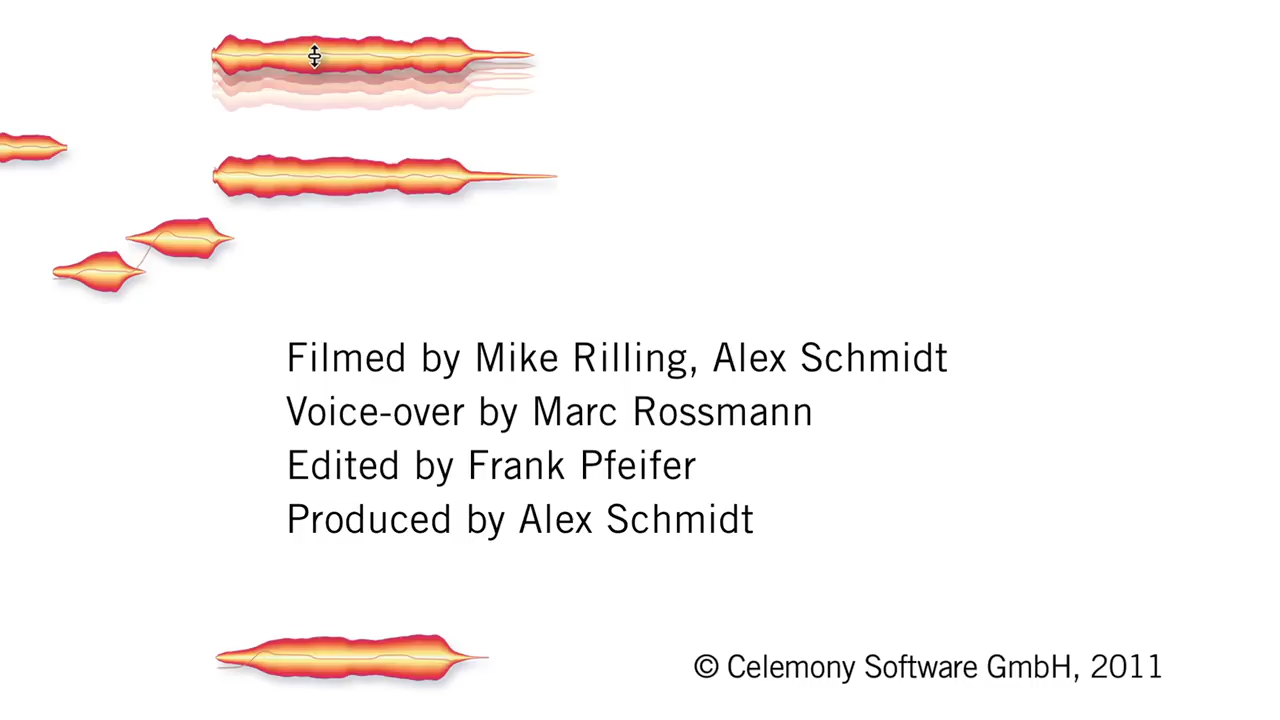 Filmed by Mike Rilling, Alex Schmidt
Voice-over by Marc Rossmann
Edited by Frank Pfeifer
Produced by Alex Schmidt
© Celemony Software GmbH, 2011